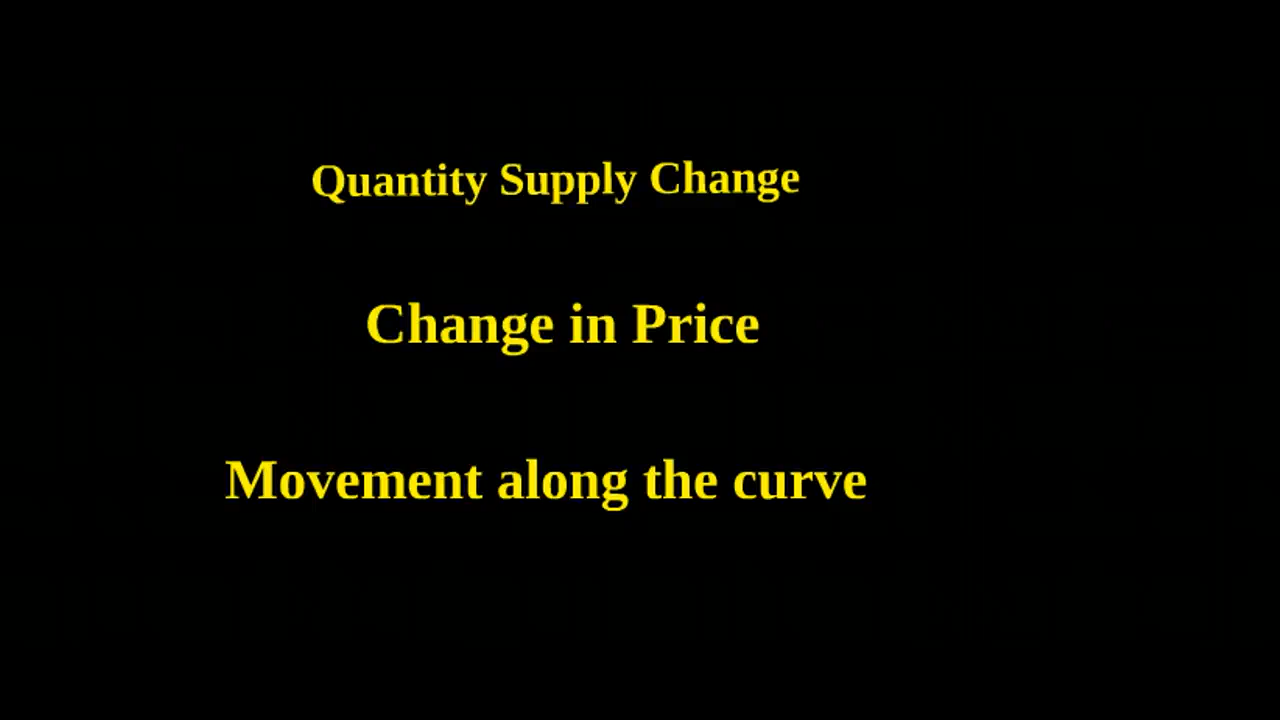 Quantity Supply Change
Change in Price
Movement along the curve